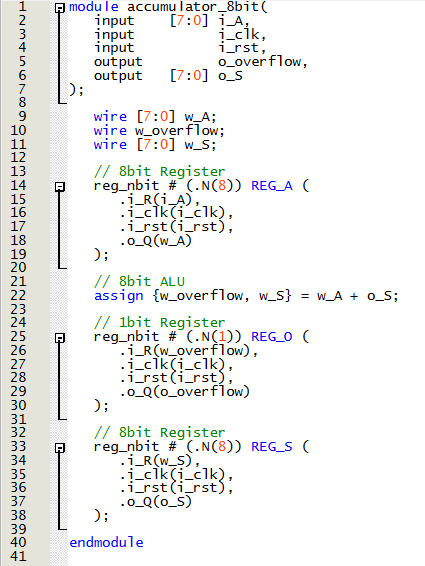 1 module accumulator_8bit(
2 input [7:0] i_A,
3 input i_clk,
4 input i_rst,
5 output o_overflow,
6 output [7:0] o_S
7 );
8
9 wire [7:0] w_A;
10 wire w_overflow;
11 wire [7:0] w_S;
12
13 // 8bit Register
14 reg_nbit # (.N(8)) REG_A (
15 .i_R(i_A),
16 .i_clk(i_clk),
17 .i_rst(i_rst),
18 .o_Q(w_A)
19 );
20
21 // 8bit ALU
22 assign {w_overflow, w_S} = w_A + o_S;
23
24 // 1bit Register
25 reg_nbit # (.N(1)) REG_O (
26 .i_R(w_overflow),
27 .i_clk(i_clk),
28 .i_rst(i_rst),
29 .o_Q(o_overflow)
30 );
31
32 // 8bit Register
33 reg_nbit # (.N(8)) REG_S (
34 .i_R(w_S),
35 .i_clk(i_clk),
36 .i_rst(i_rst),
37 .o_Q(o_S)
38 );
39
40 endmodule
41